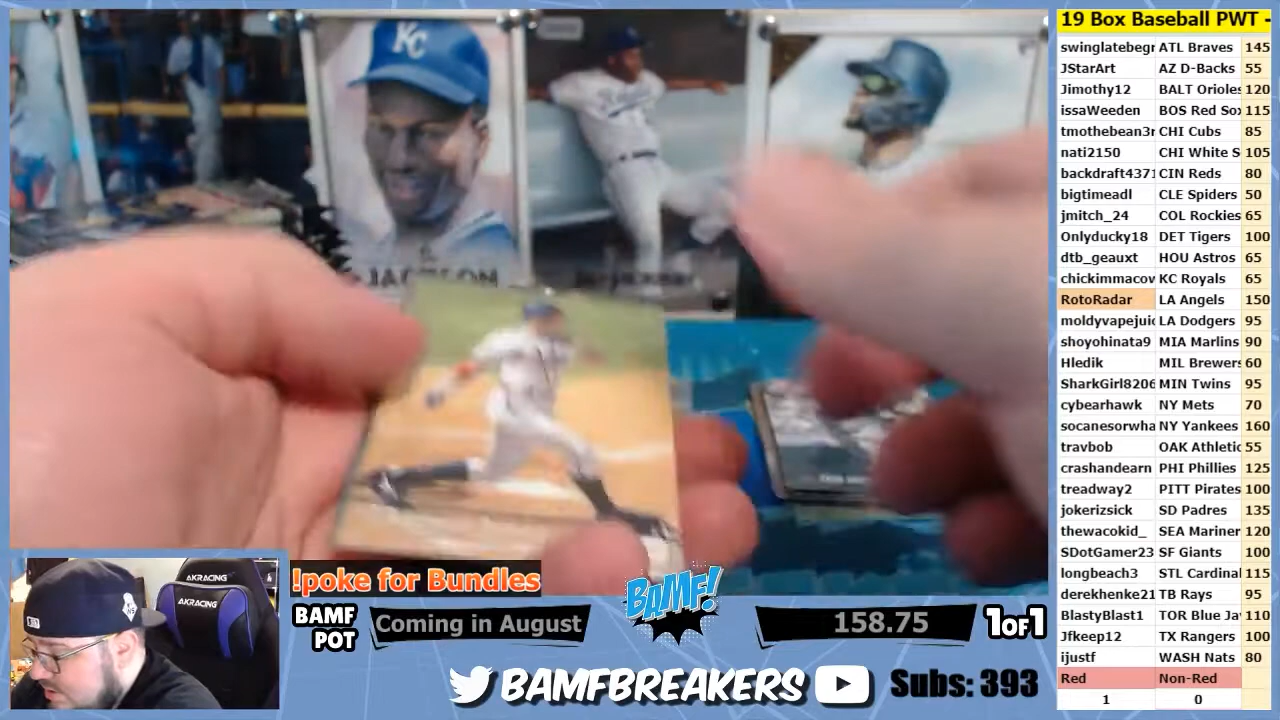 19 Box Baseball PWT -
swinglatebegr ATL Braves 145
JStarArt AZ D-Backs 55
Jimothy12 BALT Orioles 120
issaWeeden BOS Red Sox 115
tmothebean3r CHI Cubs 85
nati2150 CHI White S 105
backdraft4371 CIN Reds 80
bigtimeadl CLE Spiders 50
jmitch_24 COL Rockies 65
Onlyducky18 DET Tigers 100
dtb_geauxt HOU Astros 65
chickimmacov KC Royals 65
RotoRadar LA Angels 150
moldyvapejuic LA Dodgers 95
shoyohinata9 MIA Marlins 90
Hledik MIL Brewers 60
SharkGirl8206 MIN Twins 95
cybearhawk NY Mets 70
socanesorwha NY Yankees 160
travbob OAK Athletic 55
crashandearn PHI Phillies 125
treadway2 PITT Pirates 100
jokerizsick SD Padres 135
thewacokid_ SEA Mariner 120
SDotGamer23 SF Giants 100
longbeach3 STL Cardinal 115
derekhenke21 TB Rays 95
BlastyBlast1 TOR Blue Ja 110
Jfkeep12 TX Rangers 100
ijustf WASH Nats 80
Red Non-Red
1 0
KC
JACKSON
AKRACING
AKRACING
!poke for Bundles
BAMF POT
Coming in August
BAMF!
158.75
1OF1
BAMFBREAKERS
Subs: 393